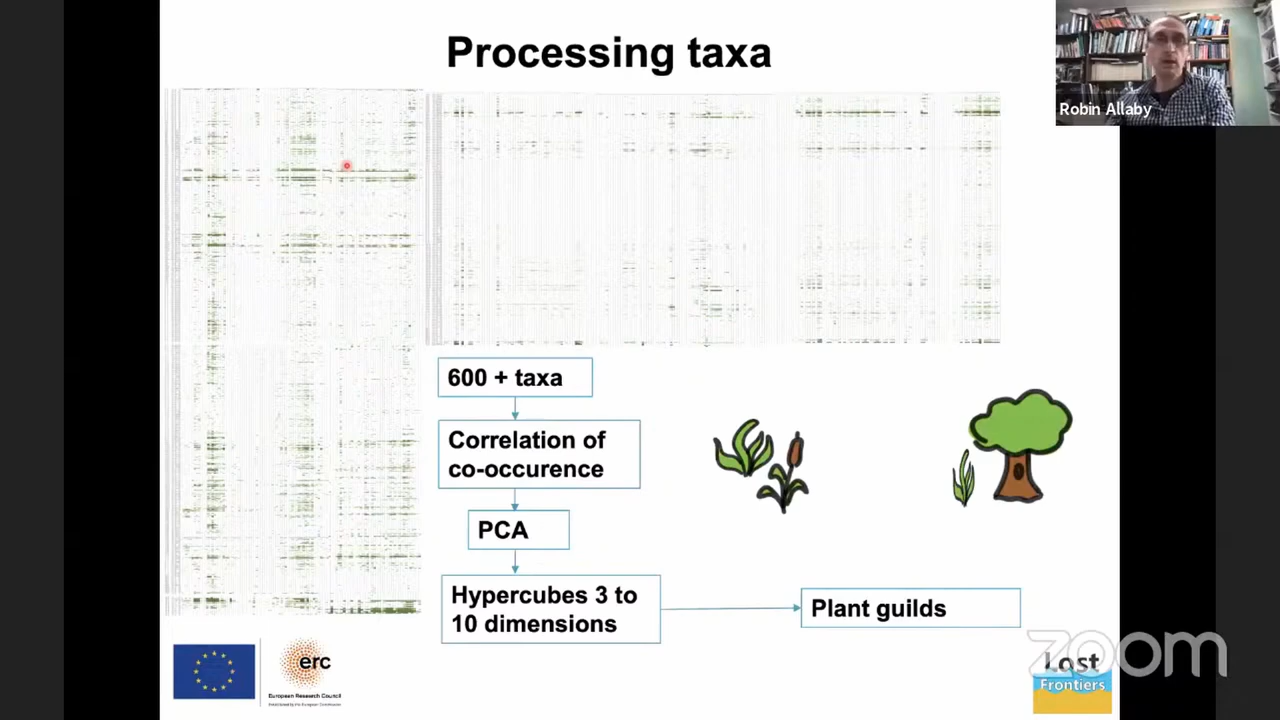 Processing taxa
Robin Allaby
600 + taxa
Correlation of
co-occurence
PCA
Hypercubes 3 to
10 dimensions
Plant guilds
erc
European Research Council
zoom
Lost
Frontiers